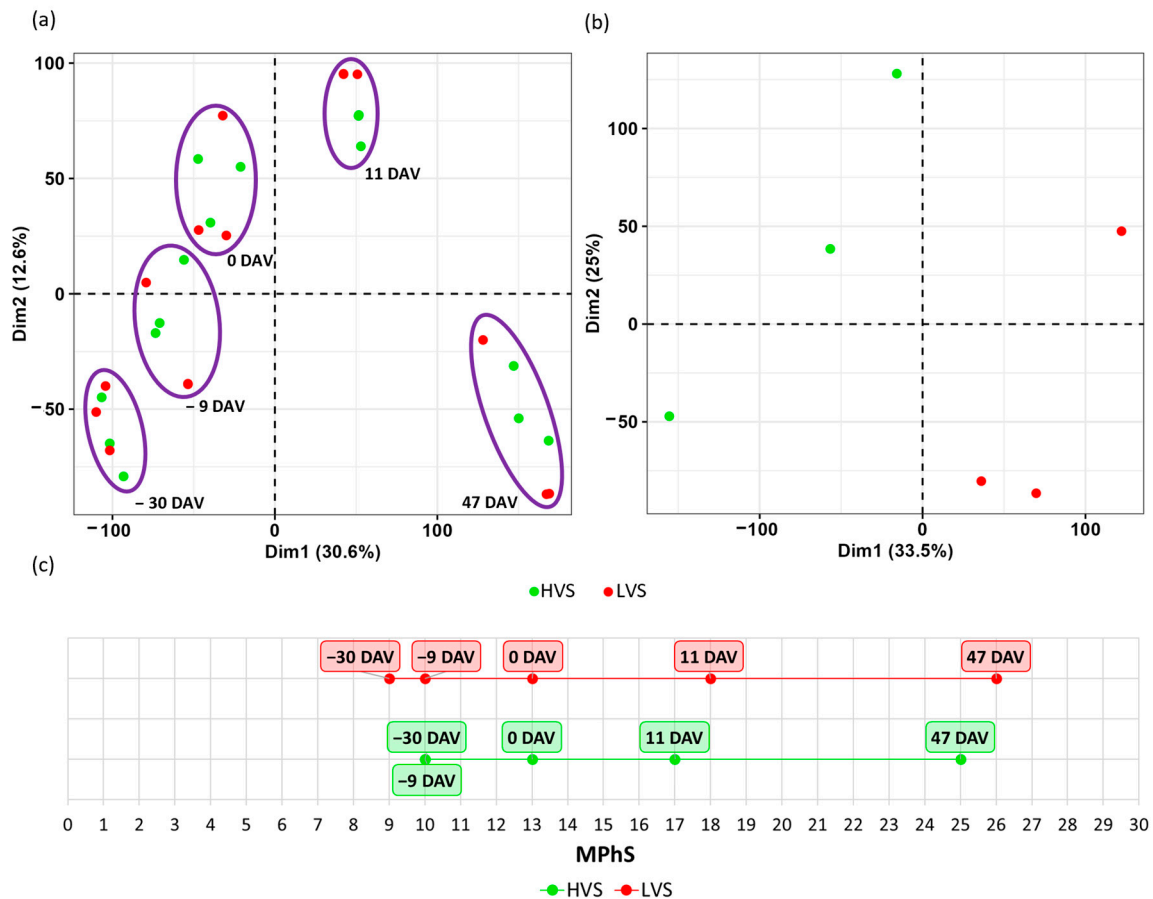 (a)
(b)
100
50
0
−50
Dim2 (12.6%)
11 DAV
0 DAV
− 9 DAV
− 30 DAV
47 DAV
−100
0
100
Dim1 (30.6%)
100
50
0
−50
Dim2 (25%)
−100
0
100
Dim1 (33.5%)
(c)
HVS LVS
−30 DAV −9 DAV 0 DAV 11 DAV 47 DAV
−30 DAV 0 DAV 11 DAV 47 DAV
−9 DAV
0 1 2 3 4 5 6 7 8 9 10 11 12 13 14 15 16 17 18 19 20 21 22 23 24 25 26 27 28 29 30
MPhS
HVS LVS